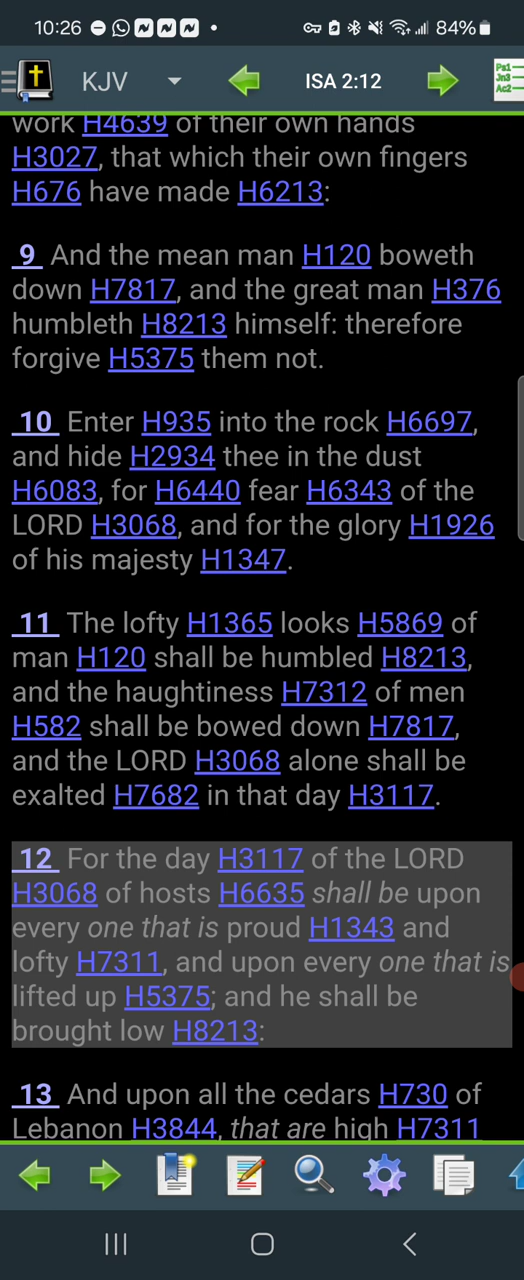 10:26
84%
KJV
ISA 2:12
Pa1
Jn3
Ac2
work H4639 of their own hands
H3027, that which their own fingers
H676 have made H6213:
9 And the mean man H120 boweth
down H7817, and the great man H376
humbleth H8213 himself: therefore
forgive H5375 them not.
10 Enter H935 into the rock H6697,
and hide H2934 thee in the dust
H6083, for H6440 fear H6343 of the
LORD H3068, and for the glory H1926
of his majesty H1347.
11 The lofty H1365 looks H5869 of
man H120 shall be humbled H8213,
and the haughtiness H7312 of men
H582 shall be bowed down H7817,
and the LORD H3068 alone shall be
exalted H7682 in that day H3117.
12 For the day H3117 of the LORD
H3068 of hosts H6635 shall be upon
every one that is proud H1343 and
lofty H7311, and upon every one that is
lifted up H5375; and he shall be
brought low H8213:
13 And upon all the cedars H730 of
Lebanon H3844, that are high H7311